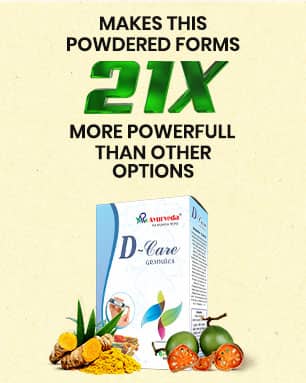 MAKES THIS
POWDERED FORMS
21X
MORE POWERFULL
THAN OTHER
OPTIONS
Ayurveda
D-Care
GRANULES